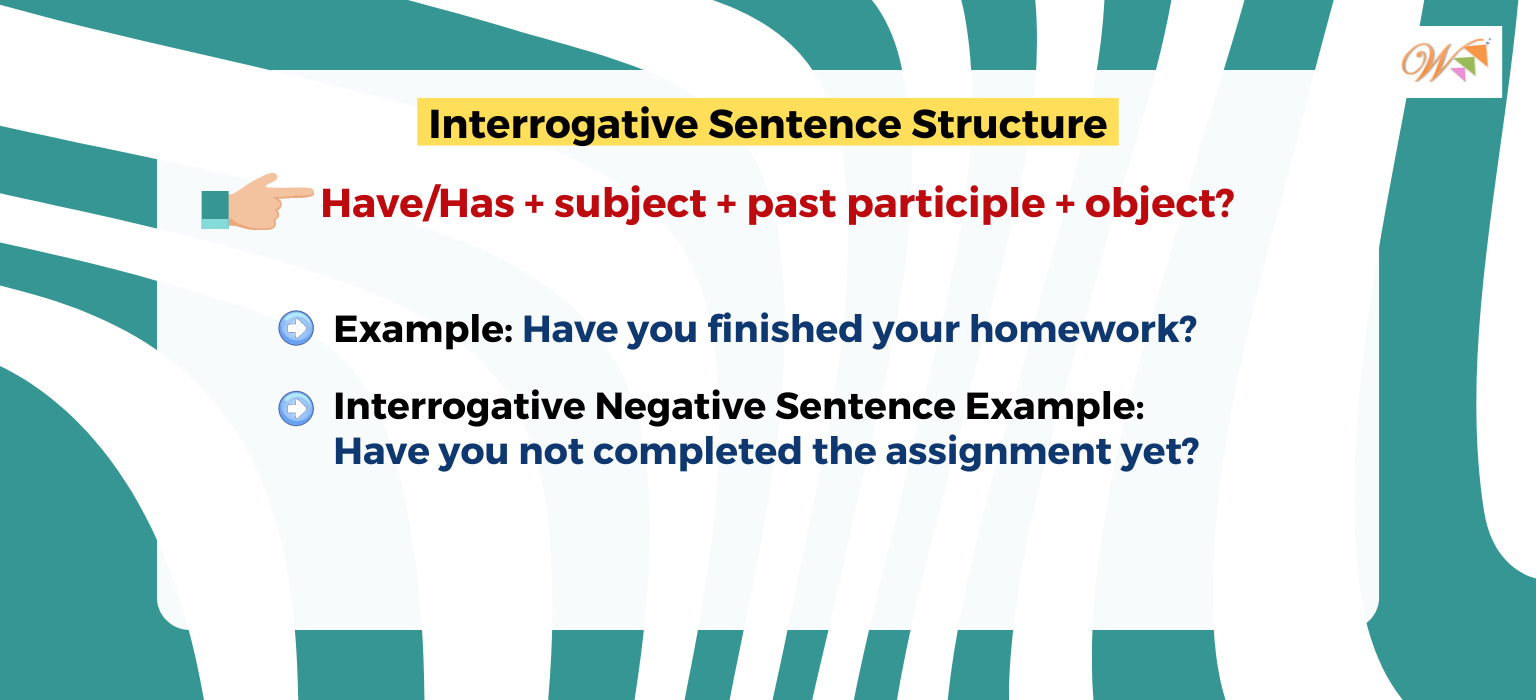 W
Interrogative Sentence Structure
Have/Has + subject + past participle + object?
Example: Have you finished your homework?
Interrogative Negative Sentence Example:
Have you not completed the assignment yet?